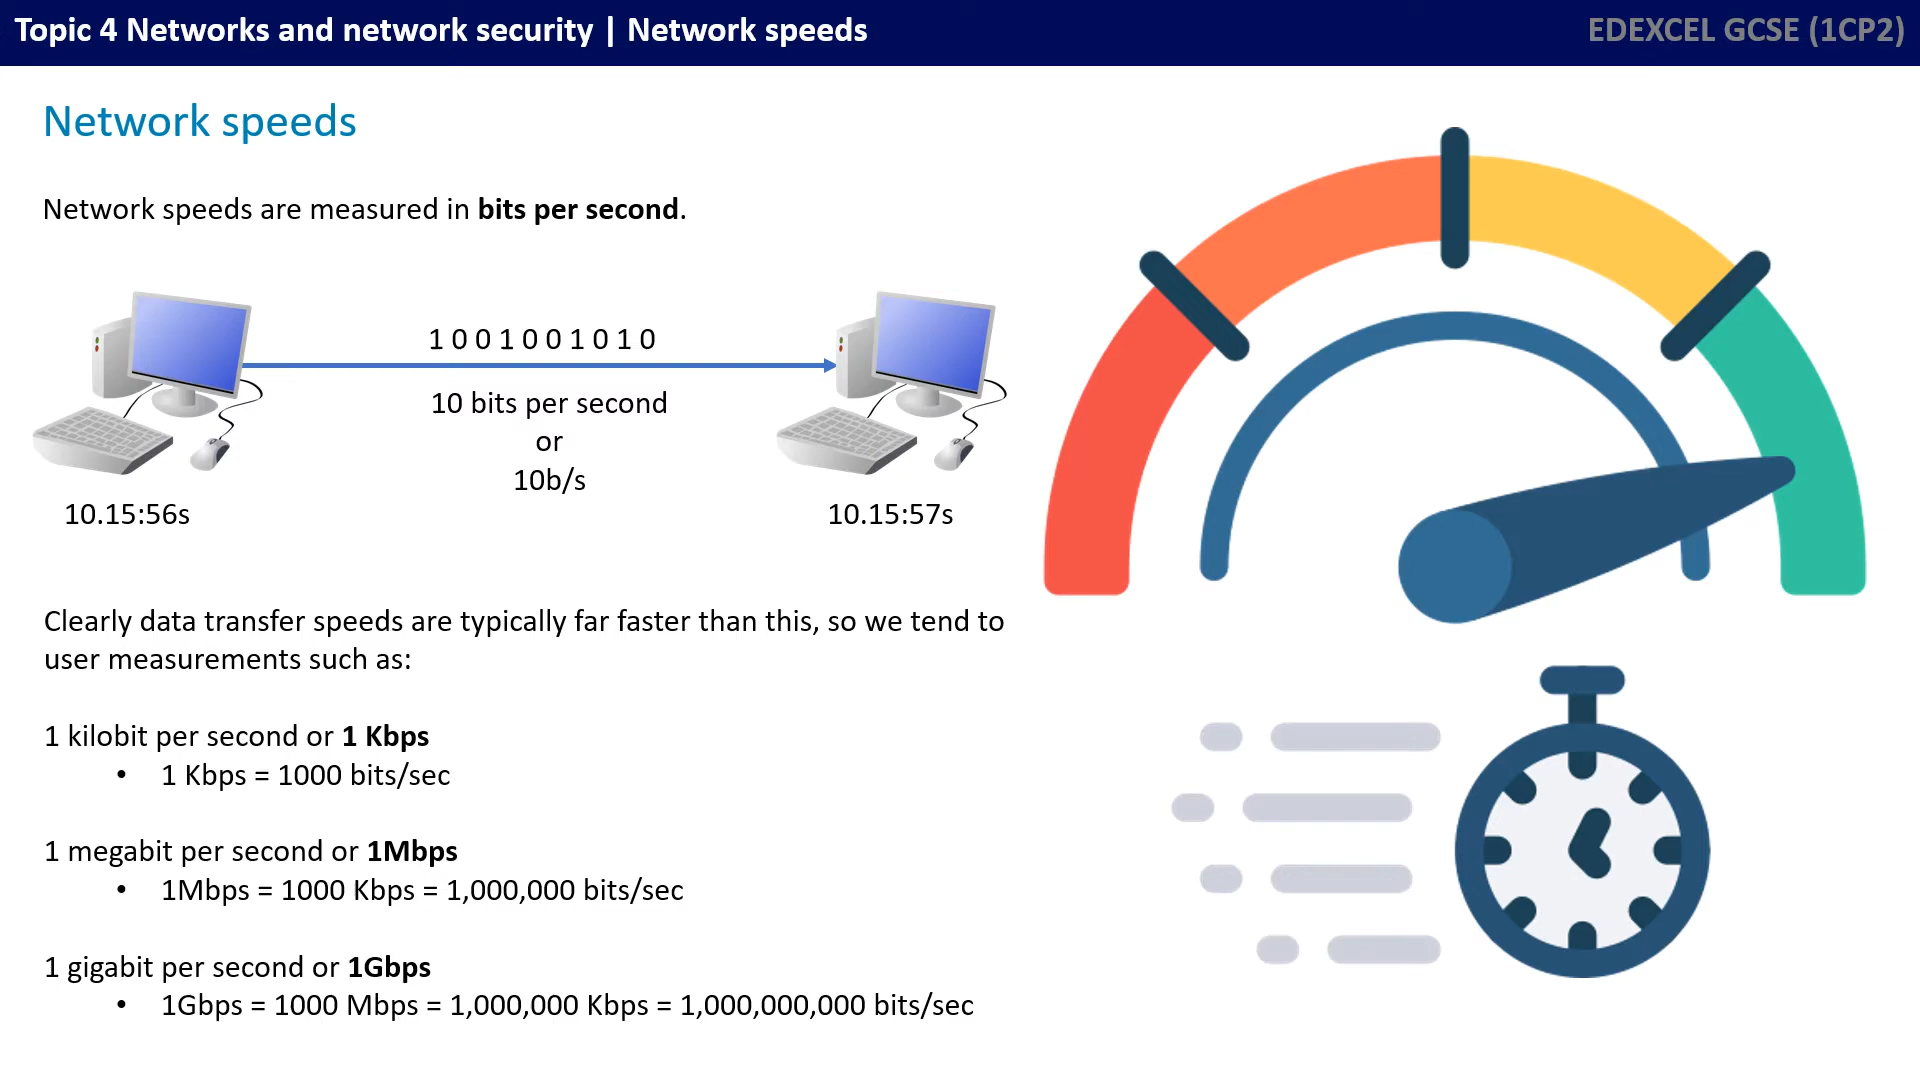 Topic 4 Networks and network security | Network speeds
EDEXCEL GCSE (1CP2)
Network speeds
Network speeds are measured in bits per second.
1 0 0 1 0 0 1 0 1 0
10 bits per second
or
10b/s
10.15:56s
10.15:57s
Clearly data transfer speeds are typically far faster than this, so we tend to
user measurements such as:
1 kilobit per second or 1 Kbps
• 1 Kbps = 1000 bits/sec
1 megabit per second or 1Mbps
• 1Mbps = 1000 Kbps = 1,000,000 bits/sec
1 gigabit per second or 1Gbps
• 1Gbps = 1000 Mbps = 1,000,000 Kbps = 1,000,000,000 bits/sec